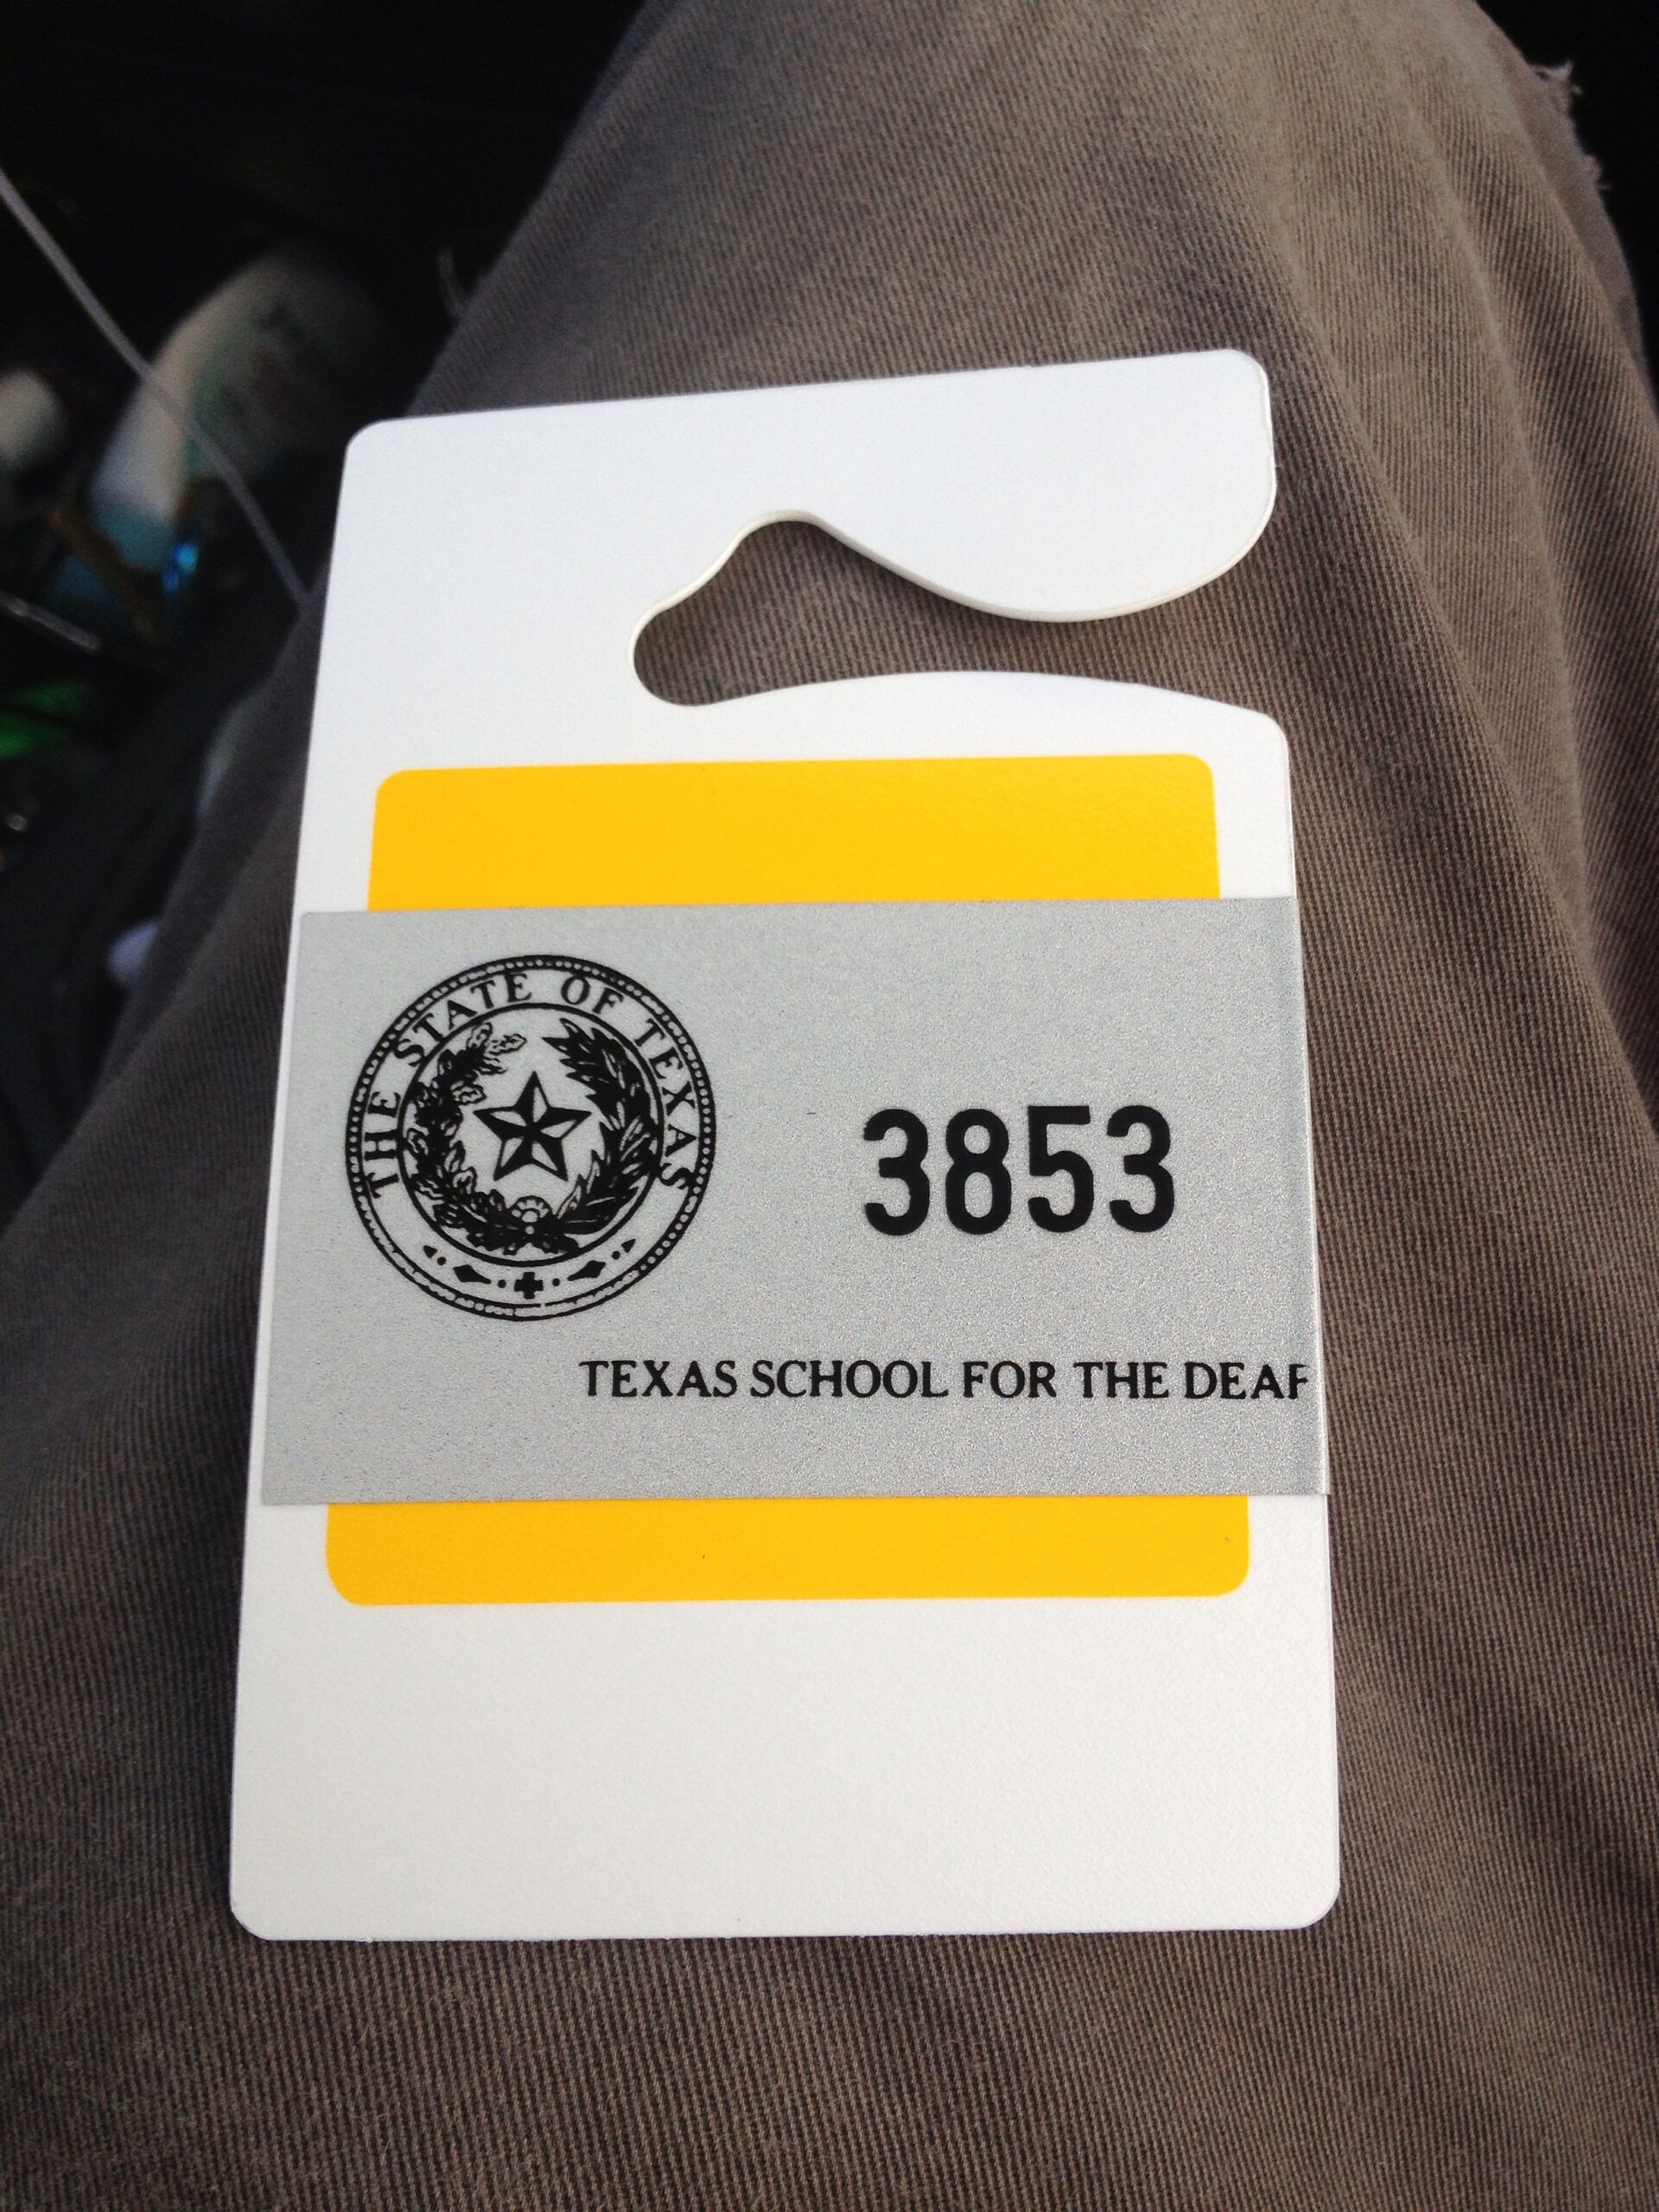 THE STATE OF TEXAS
3853
TEXAS SCHOOL FOR THE DEAF